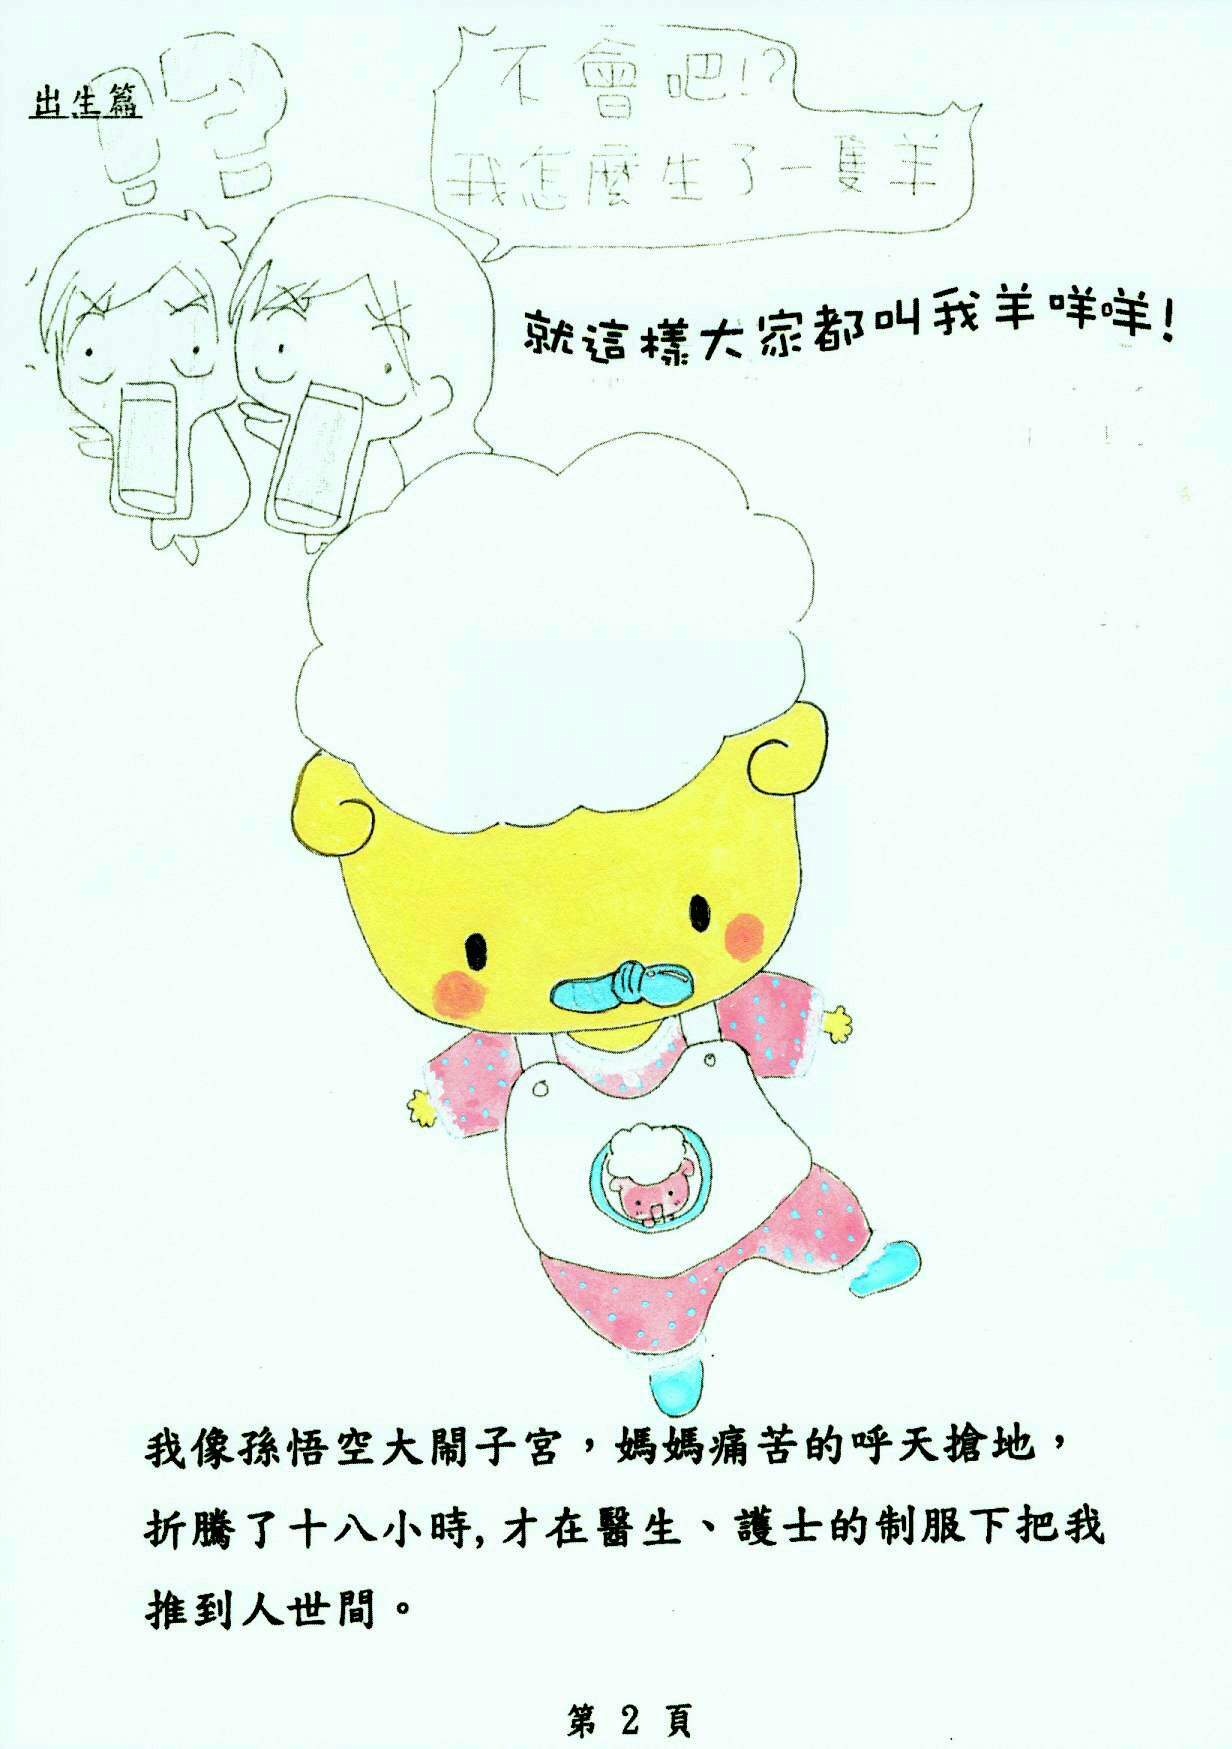 出生篇
不會吧!?
我怎麼生了一隻羊
就這樣大家都叫我羊咩咩!
我像孫悟空大鬧子宮，媽媽痛苦的呼天搶地，
折騰了十八小時,才在醫生、護士的制服下把我
推到人世間。
第 2 頁